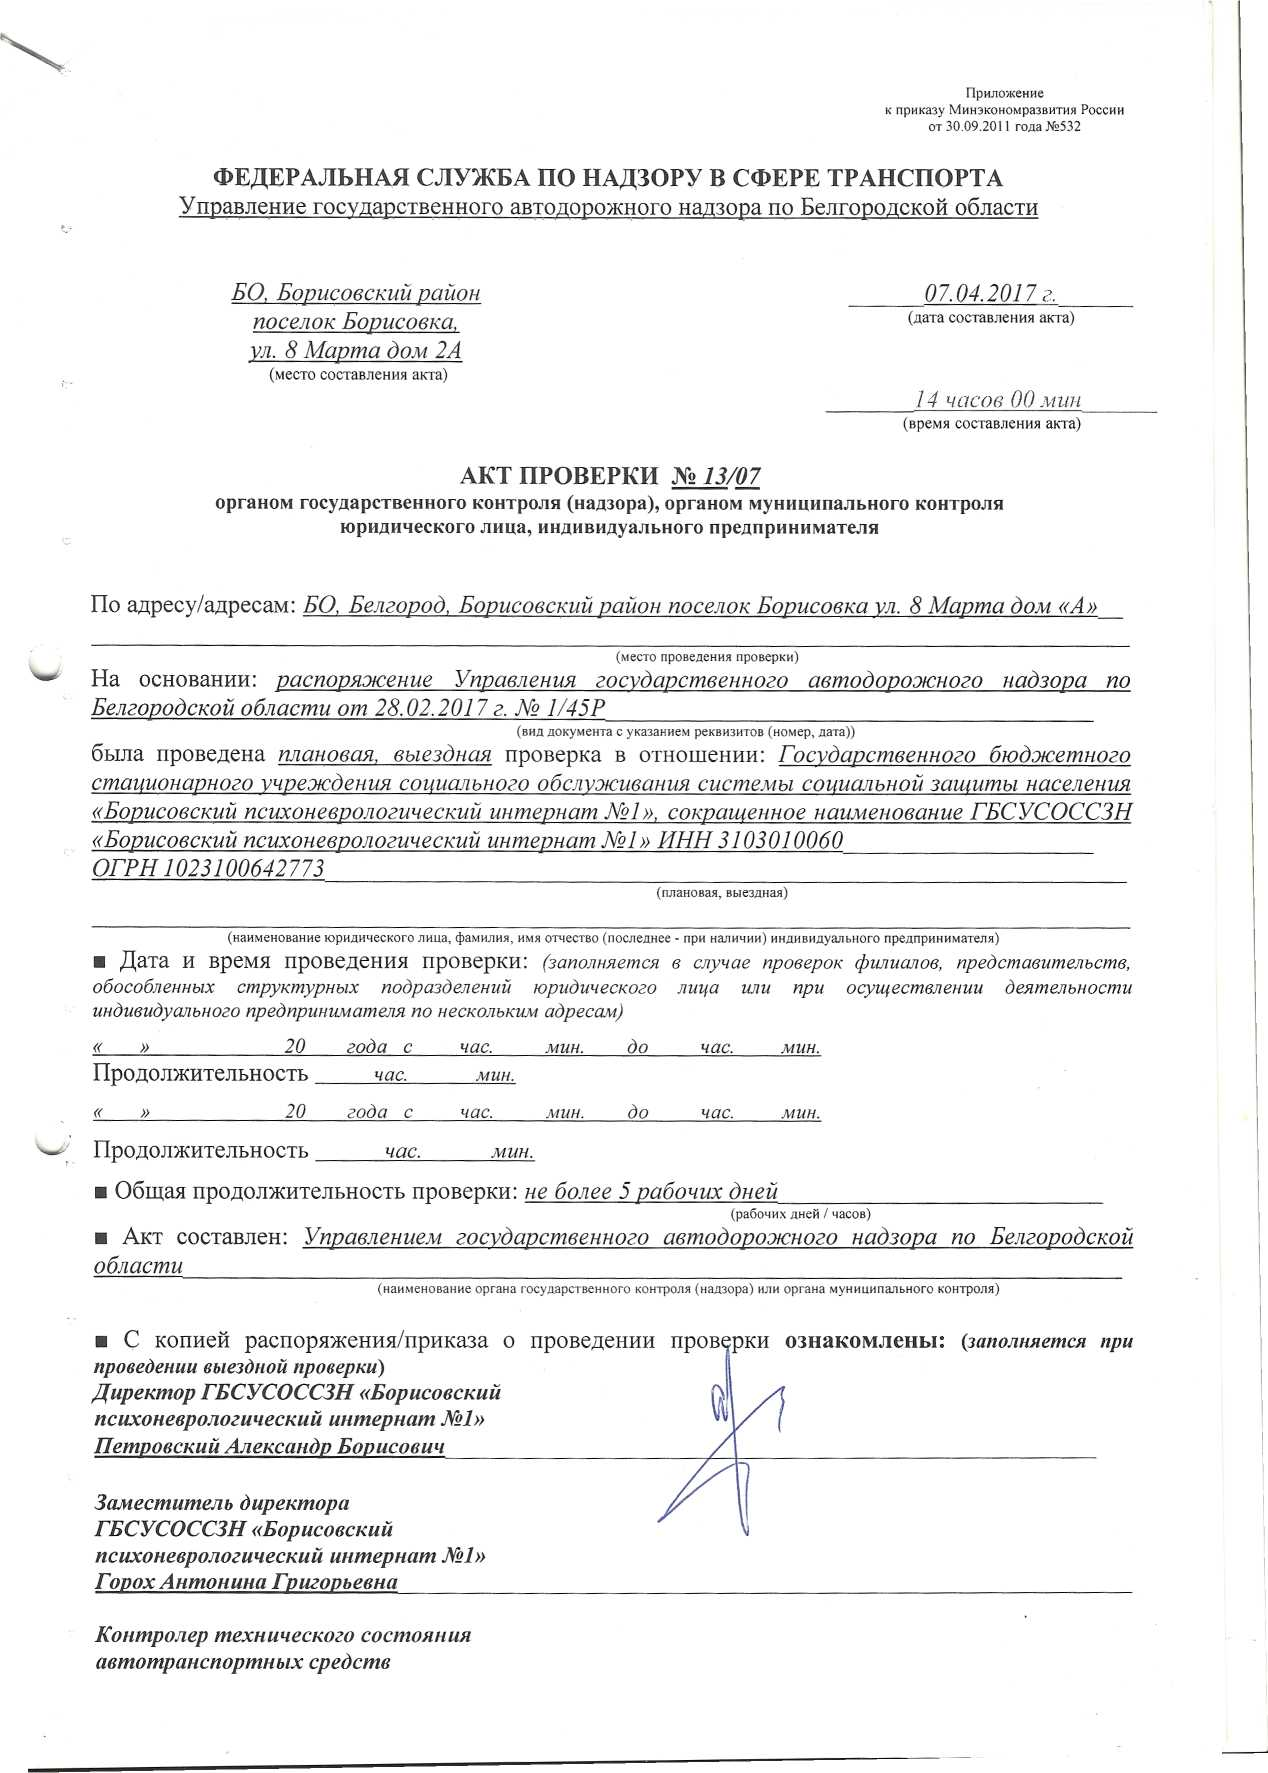 Приложение
к приказу Минэкономразвития России
от 30.09.2011 года №532
ФЕДЕРАЛЬНАЯ СЛУЖБА ПО НАДЗОРУ В СФЕРЕ ТРАНСПОРТА
Управление государственного автодорожного надзора по Белгородской области
БО, Борисовский район
поселок Борисовка,
ул. 8 Марта дом 2А
(место составления акта)
07.04.2017 г.
(дата составления акта)
14 часов 00 мин
(время составления акта)
АКТ ПРОВЕРКИ № 13/07
органом государственного контроля (надзора), органом муниципального контроля
юридического лица, индивидуального предпринимателя
По адресу/адресам: БО, Белгород, Борисовский район поселок Борисовка ул. 8 Марта дом «А»
(место проведения проверки)
На основании: распоряжение Управления государственного автодорожного надзора по
Белгородской области от 28.02.2017 г. № 1/45Р
(вид документа с указанием реквизитов (номер, дата))
была проведена плановая, выездная проверка в отношении: Государственного бюджетного
стационарного учреждения социального обслуживания системы социальной защиты населения
«Борисовский психоневрологический интернат №1», сокращенное наименование ГБСУСОССЗН
«Борисовский психоневрологический интернат №1» ИНН 3103010060
ОГРН 1023100642773
(плановая, выездная)
(наименование юридического лица, фамилия, имя отчество (последнее - при наличии) индивидуального предпринимателя)
■ Дата и время проведения проверки: (заполняется в случае проверок филиалов, представительств,
обособленных структурных подразделений юридического лица или при осуществлении деятельности
индивидуального предпринимателя по нескольким адресам)
« » 20 года с час. мин. до час. мин.
Продолжительность час. мин.
« » 20 года с час. мин. до час. мин.
Продолжительность час. мин.
■ Общая продолжительность проверки: не более 5 рабочих дней
(рабочих дней / часов)
■ Акт составлен: Управлением государственного автодорожного надзора по Белгородской
области
(наименование органа государственного контроля (надзора) или органа муниципального контроля)
■ С копией распоряжения/приказа о проведении проверки ознакомлены: (заполняется при
проведении выездной проверки)
Директор ГБСУСОССЗН «Борисовский
психоневрологический интернат №1»
Петровский Александр Борисович
Заместитель директора
ГБСУСОССЗН «Борисовский
психоневрологический интернат №1»
Горох Антонина Григорьевна
Контролер технического состояния
автотранспортных средств